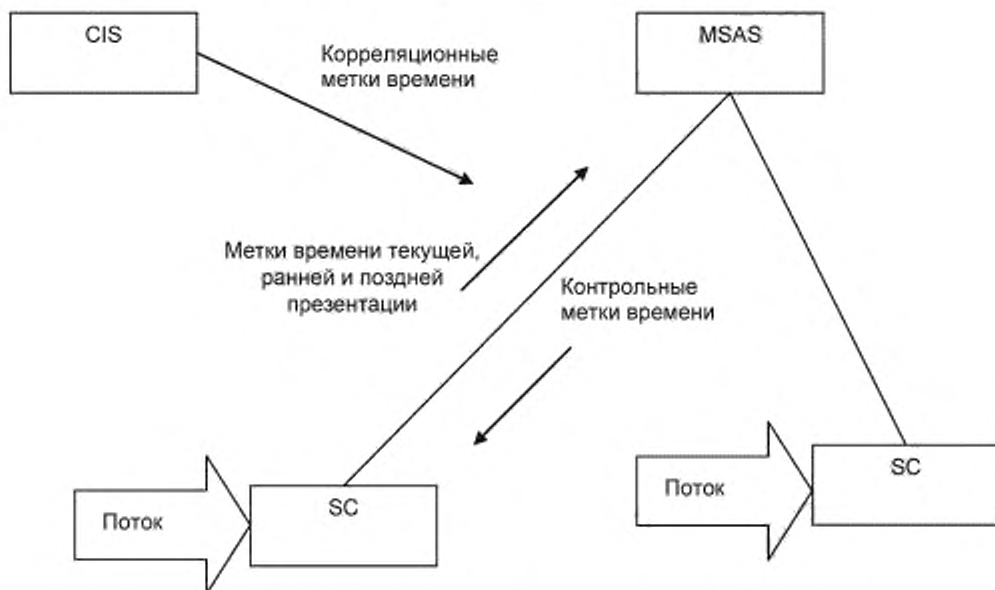 CIS
MSAS
Корреляционные
метки времени
Метки времени текущей,
ранней и поздней
презентации
Контрольные
метки времени
Поток
SC
Поток
SC